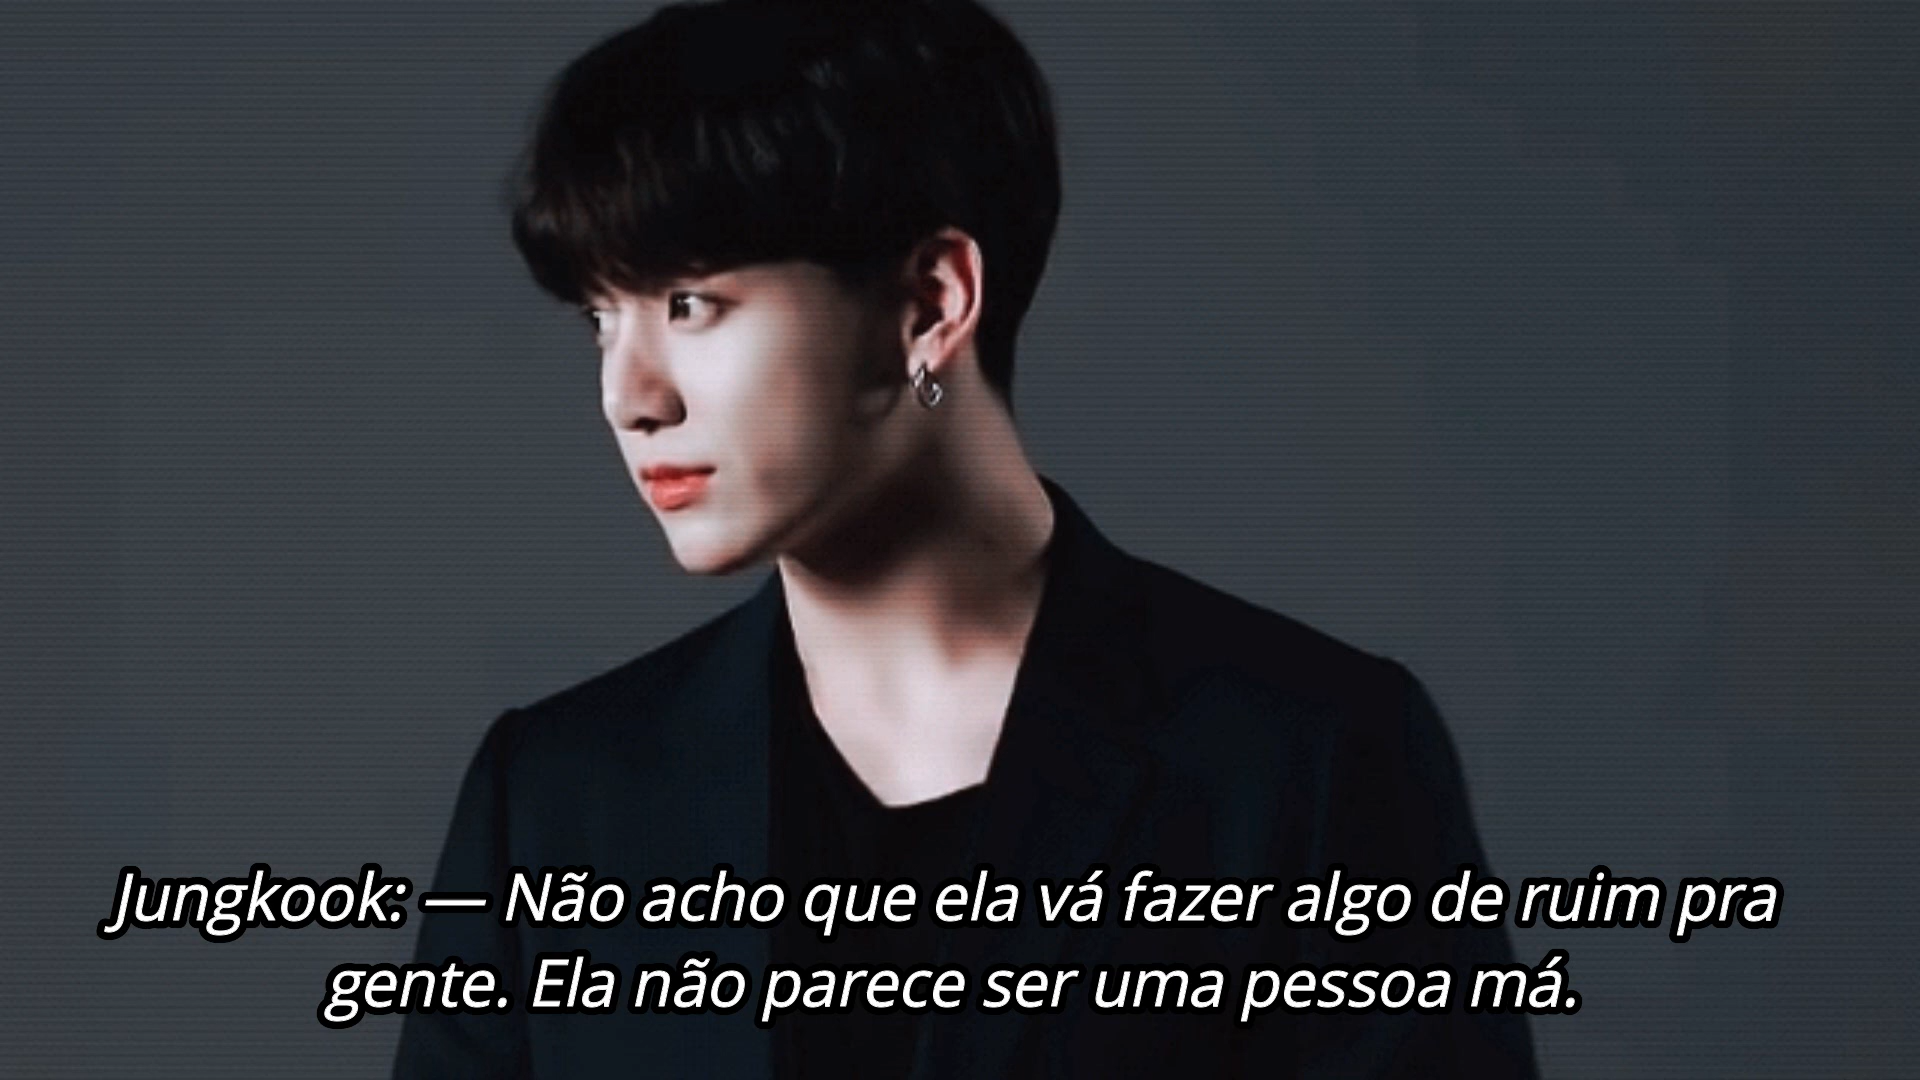 Jungkook: — Não acho que ela vá fazer algo de ruim pra
gente. Ela não parece ser uma pessoa má.